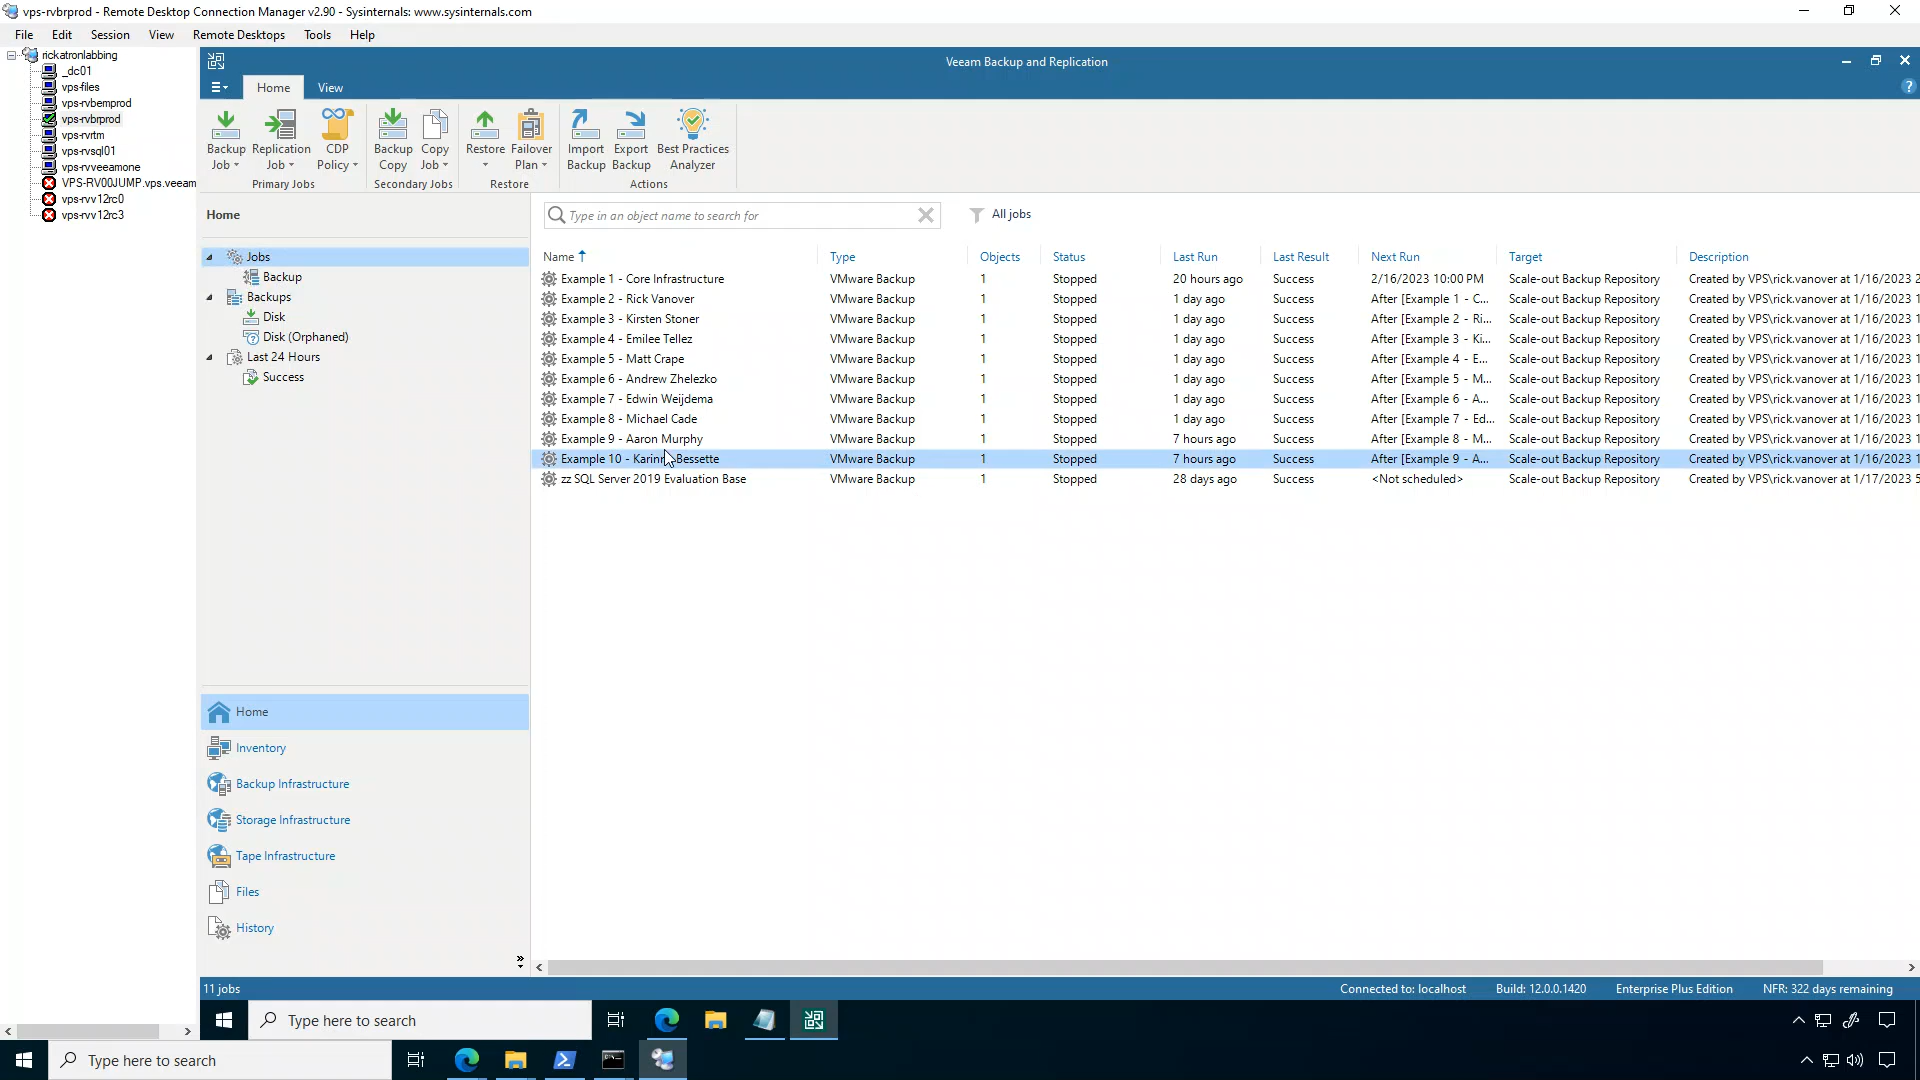 vps-rvbrprod - Remote Desktop Connection Manager v2.90 - Sysinternals: www.sysinternals.com
File Edit Session View Remote Desktops Tools Help
rickatronlabbing
_dc01
vps-files
vps-rvbemprod
vps-rvbrprod
vps-rvrtm
vps-rvsql01
vps-rvveeamone
VPS-RV00JUMP.vps.veeam
vps-rvv12rc0
vps-rvv12rc3
Veeam Backup and Replication
Home View
Backup Job
Replication Job
CDP Policy
Primary Jobs
Backup Copy
Copy Job
Secondary Jobs
Restore
Failover Plan
Restore
Import Backup
Export Backup
Best Practices Analyzer
Actions
Home
Jobs
Backup
Backups
Disk
Disk (Orphaned)
Last 24 Hours
Success
Home
Inventory
Backup Infrastructure
Storage Infrastructure
Tape Infrastructure
Files
History
Type in an object name to search for
All jobs
Name Type Objects Status Last Run Last Result Next Run Target Description
Example 1 - Core Infrastructure VMware Backup 1 Stopped 20 hours ago Success 2/16/2023 10:00 PM Scale-out Backup Repository Created by VPS\rick.vanover at 1/16/2023 2
Example 2 - Rick Vanover VMware Backup 1 Stopped 1 day ago Success After [Example 1 - C... Scale-out Backup Repository Created by VPS\rick.vanover at 1/16/2023 1
Example 3 - Kirsten Stoner VMware Backup 1 Stopped 1 day ago Success After [Example 2 - Ri... Scale-out Backup Repository Created by VPS\rick.vanover at 1/16/2023 1
Example 4 - Emilee Tellez VMware Backup 1 Stopped 1 day ago Success After [Example 3 - Ki... Scale-out Backup Repository Created by VPS\rick.vanover at 1/16/2023 1
Example 5 - Matt Crape VMware Backup 1 Stopped 1 day ago Success After [Example 4 - E... Scale-out Backup Repository Created by VPS\rick.vanover at 1/16/2023 1
Example 6 - Andrew Zhelezko VMware Backup 1 Stopped 1 day ago Success After [Example 5 - M... Scale-out Backup Repository Created by VPS\rick.vanover at 1/16/2023 1
Example 7 - Edwin Weijdema VMware Backup 1 Stopped 1 day ago Success After [Example 6 - A... Scale-out Backup Repository Created by VPS\rick.vanover at 1/16/2023 1
Example 8 - Michael Cade VMware Backup 1 Stopped 1 day ago Success After [Example 7 - Ed... Scale-out Backup Repository Created by VPS\rick.vanover at 1/16/2023 1
Example 9 - Aaron Murphy VMware Backup 1 Stopped 7 hours ago Success After [Example 8 - M... Scale-out Backup Repository Created by VPS\rick.vanover at 1/16/2023 1
Example 10 - Bessette VMware Backup 1 Stopped 7 hours ago Success After [Example 9 - A... Scale-out Backup Repository Created by VPS\rick.vanover at 1/16/2023 1
zz SQL Server 2019 Evaluation Base VMware Backup 1 Stopped 28 days ago Success <Not scheduled> Scale-out Backup Repository Created by VPS\rick.vanover at 1/17/2023 5
11 jobs Connected to: localhost Build: 12.0.0.1420 Enterprise Plus Edition NFR: 322 days remaining
Type here to search
Type here to search